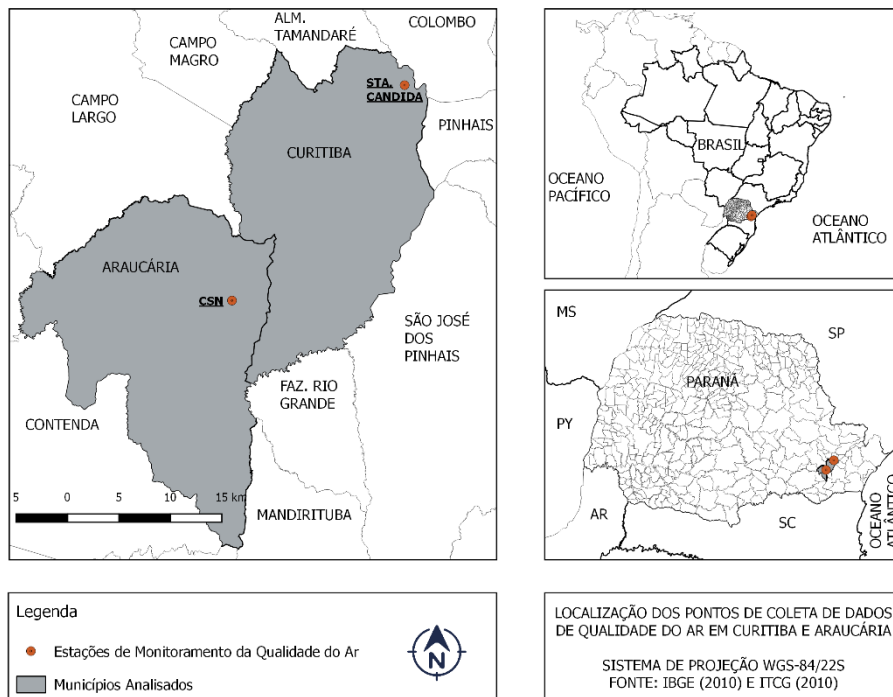 ALM.
TAMANDARÉ
COLOMBO
CAMPO
MAGRO
STA.
CANDIDA
CAMPO
LARGO
PINHAIS
CURITIBA
ARAUCÁRIA
CSN
SÃO JOSÉ
DOS
PINHAIS
FAZ. RIO
GRANDE
CONTENDA
5 0 5 10 15 km
MANDIRITUBA
BRASIL
OCEANO
PACÍFICO
OCEANO
ATLÂNTICO
MS
SP
PARANÁ
PY
AR
SC
OCEANO
ATLÂNTICO
Legenda
Estações de Monitoramento da Qualidade do Ar
Municípios Analisados
N
LOCALIZAÇÃO DOS PONTOS DE COLETA DE DADOS
DE QUALIDADE DO AR EM CURITIBA E ARAUCÁRIA
SISTEMA DE PROJEÇÃO WGS-84/22S
FONTE: IBGE (2010) E ITCG (2010)